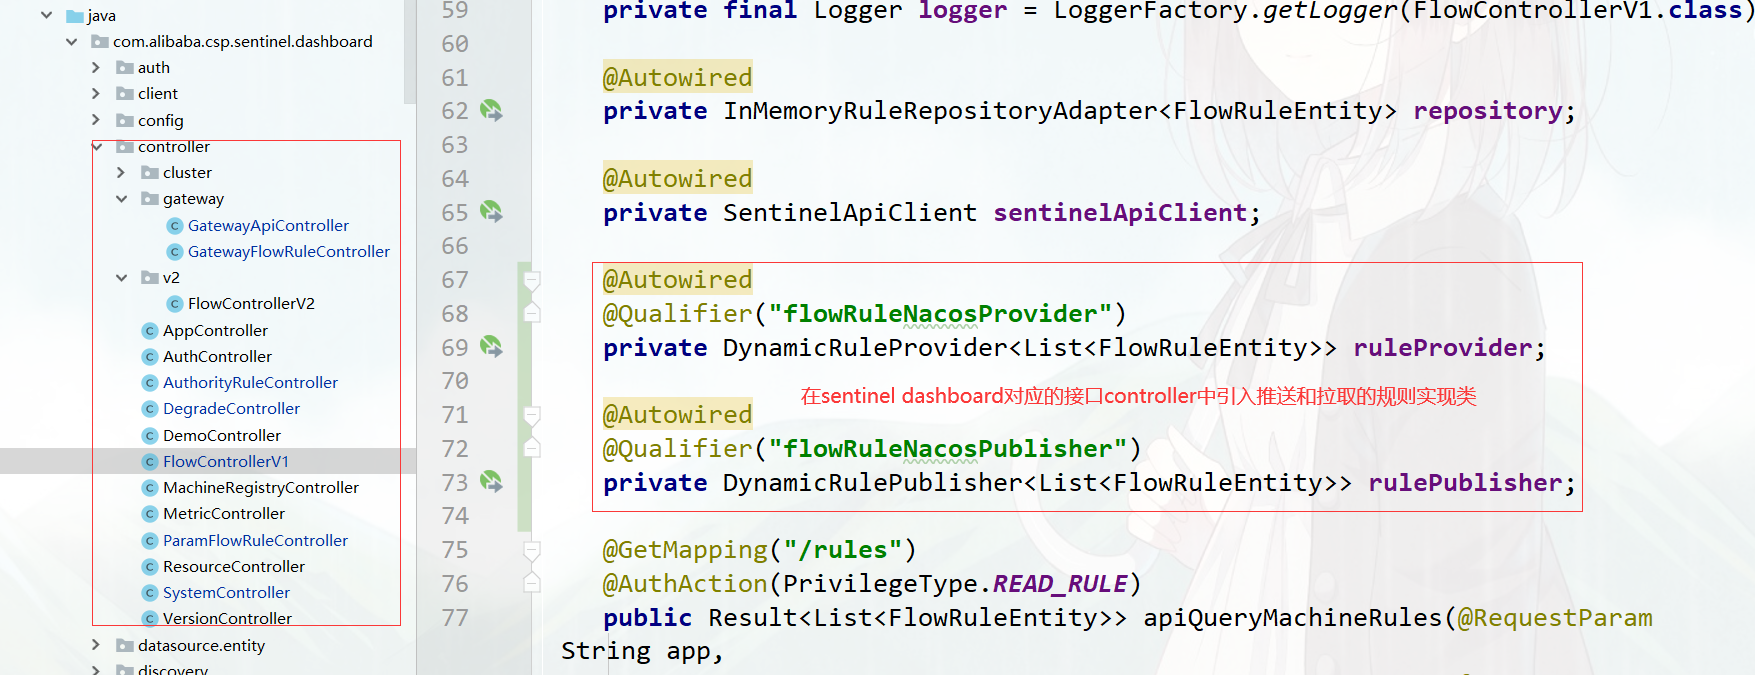 java
com.alibaba.csp.sentinel.dashboard
auth
client
config
controller
cluster
gateway
GatewayApiController
GatewayFlowRuleController
v2
FlowControllerV2
AppController
AuthController
AuthorityRuleController
DegradeController
DemoController
FlowControllerV1
MachineRegistryController
MetricController
ParamFlowRuleController
ResourceController
SystemController
VersionController
datasource.entity
discovery
59 private final Logger logger = LoggerFactory.getLogger(FlowControllerV1.class)
60
61 @Autowired
62 private InMemoryRuleRepositoryAdapter<FlowRuleEntity> repository;
63
64 @Autowired
65 private SentinelApiClient sentinelApiClient;
66
67 @Autowired
68 @Qualifier("flowRuleNacosProvider")
69 private DynamicRuleProvider<List<FlowRuleEntity>> ruleProvider;
70
在sentinel dashboard对应的接口controller中引入推送和拉取的规则实现类
71 @Autowired
72 @Qualifier("flowRuleNacosPublisher")
73 private DynamicRulePublisher<List<FlowRuleEntity>> rulePublisher;
74
75 @GetMapping("/rules")
76 @AuthAction(PrivilegeType.READ_RULE)
77 public Result<List<FlowRuleEntity>> apiQueryMachineRules(@RequestParam
String app,